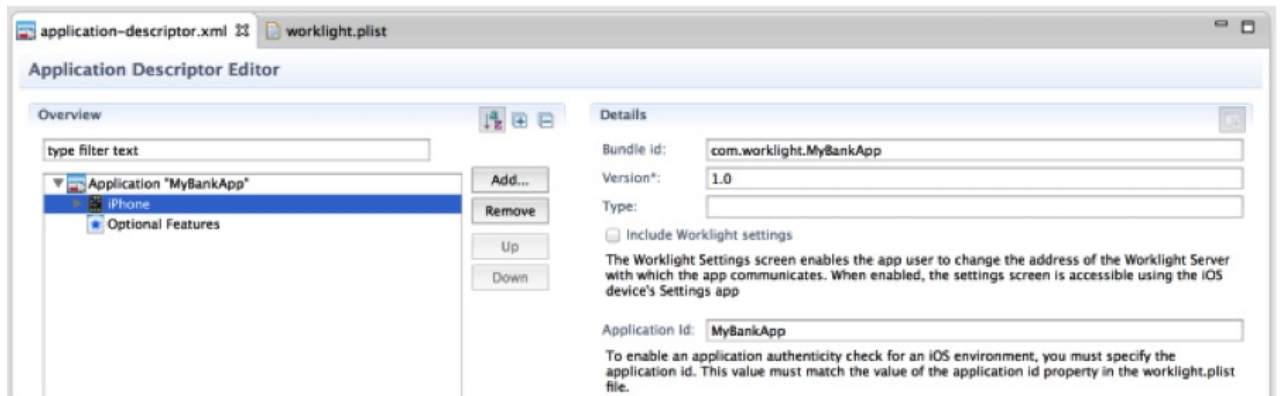 application-descriptor.xml
worklight.plist
Application Descriptor Editor
Overview
type filter text
Application "MyBankApp"
iPhone
Optional Features
Add...
Remove
Up
Down
Details
Bundle id: com.worklight.MyBankApp
Version*: 1.0
Type:
Include Worklight settings
The Worklight Settings screen enables the app user to change the address of the Worklight Server
with which the app communicates. When enabled, the settings screen is accessible using the iOS
device's Settings app
Application Id: MyBankApp
To enable an application authenticity check for an iOS environment, you must specify the
application id. This value must match the value of the application id property in the worklight.plist
file.